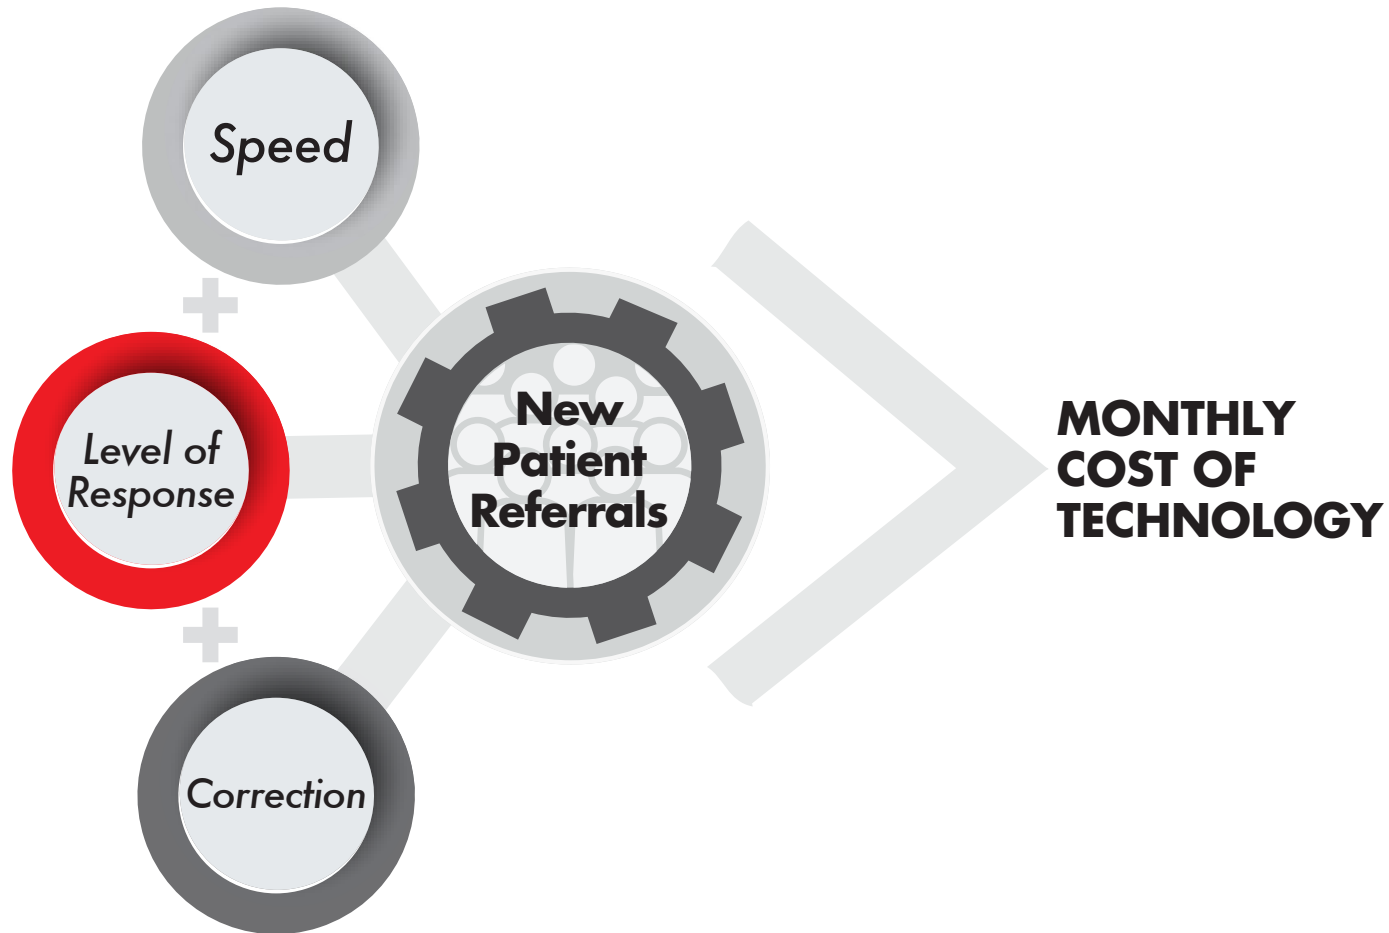 Speed
Level of
Response
Correction
New
Patient
Referrals
MONTHLY
COST OF
TECHNOLOGY